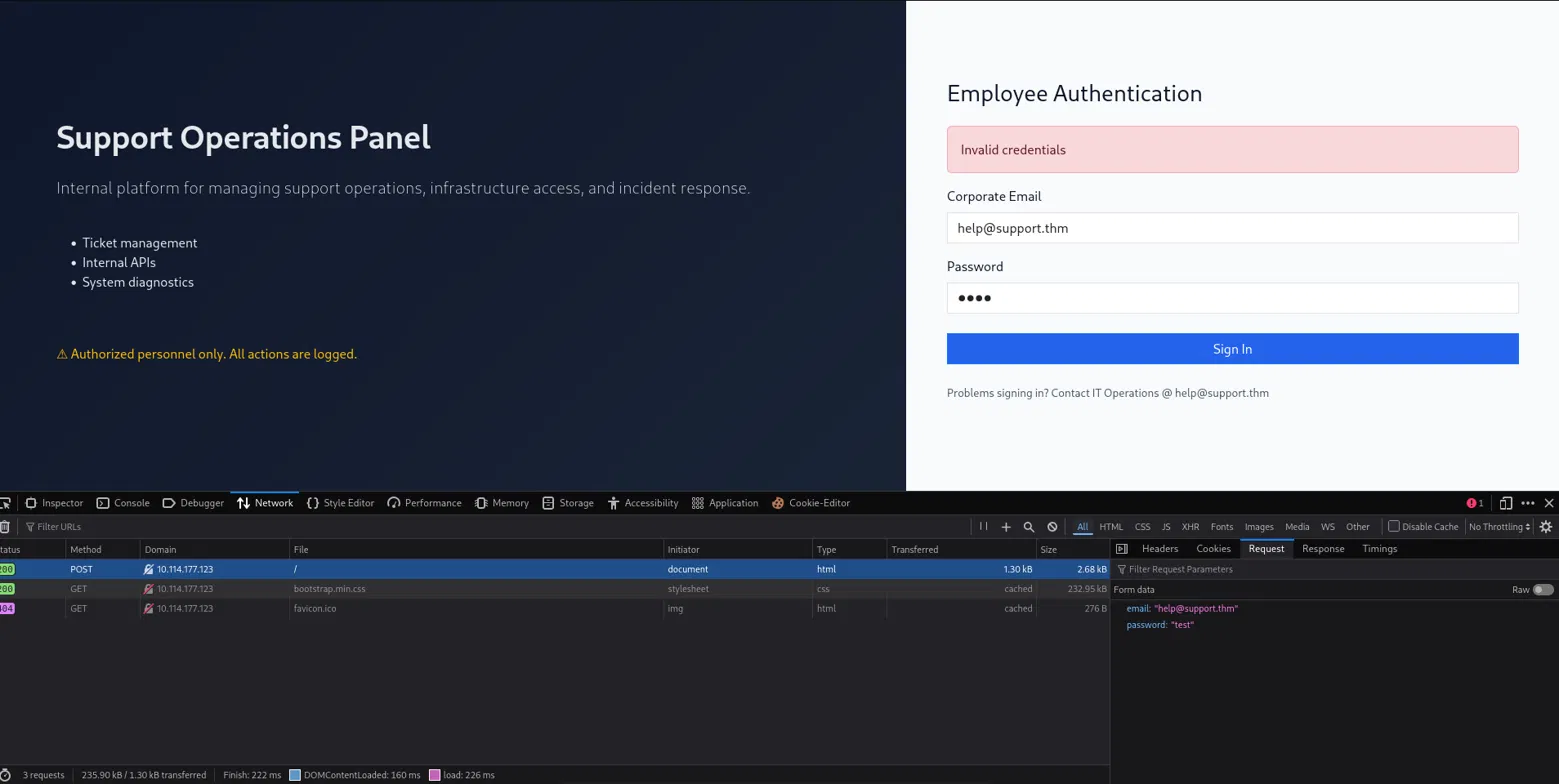 Support Operations Panel
Internal platform for managing support operations, infrastructure access, and incident response.
• Ticket management
• Internal APIs
• System diagnostics
⚠ Authorized personnel only. All actions are logged.
Employee Authentication
Invalid credentials
Corporate Email
help@support.thm
Password
●●●●
Sign In
Problems signing in? Contact IT Operations @ help@support.thm
Inspector Console Debugger Network Style Editor Performance Memory Storage Accessibility Application Cookie-Editor 1
Filter URLs All HTML CSS JS XHR Fonts Images Media WS Other Disable Cache No Throttling
tatus Method Domain File Initiator Type Transferred Size
200 POST 10.114.177.123 / document html 1.30 kB 2.68 kB
200 GET 10.114.177.123 bootstrap.min.css stylesheet css cached 232.95 kB
404 GET 10.114.177.123 favicon.ico img html cached 276 B
Headers Cookies Request Response Timings
Filter Request Parameters
Form data Raw
email: "help@support.thm"
password: "test"
3 requests 235.90 kB / 1.30 kB transferred Finish: 222 ms DOMContentLoaded: 160 ms load: 226 ms